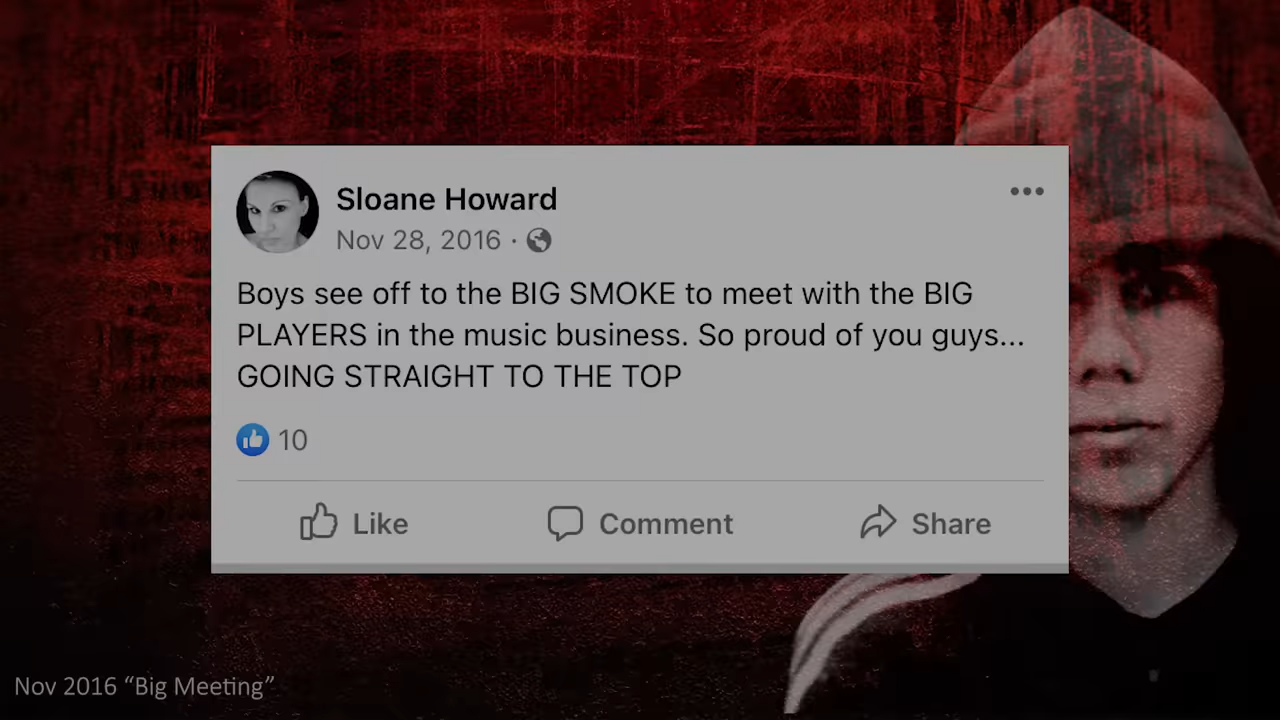 Sloane Howard
Nov 28, 2016 ·
Boys see off to the BIG SMOKE to meet with the BIG
PLAYERS in the music business. So proud of you guys...
GOING STRAIGHT TO THE TOP
10
Like Comment Share
Nov 2016 “Big Meeting”